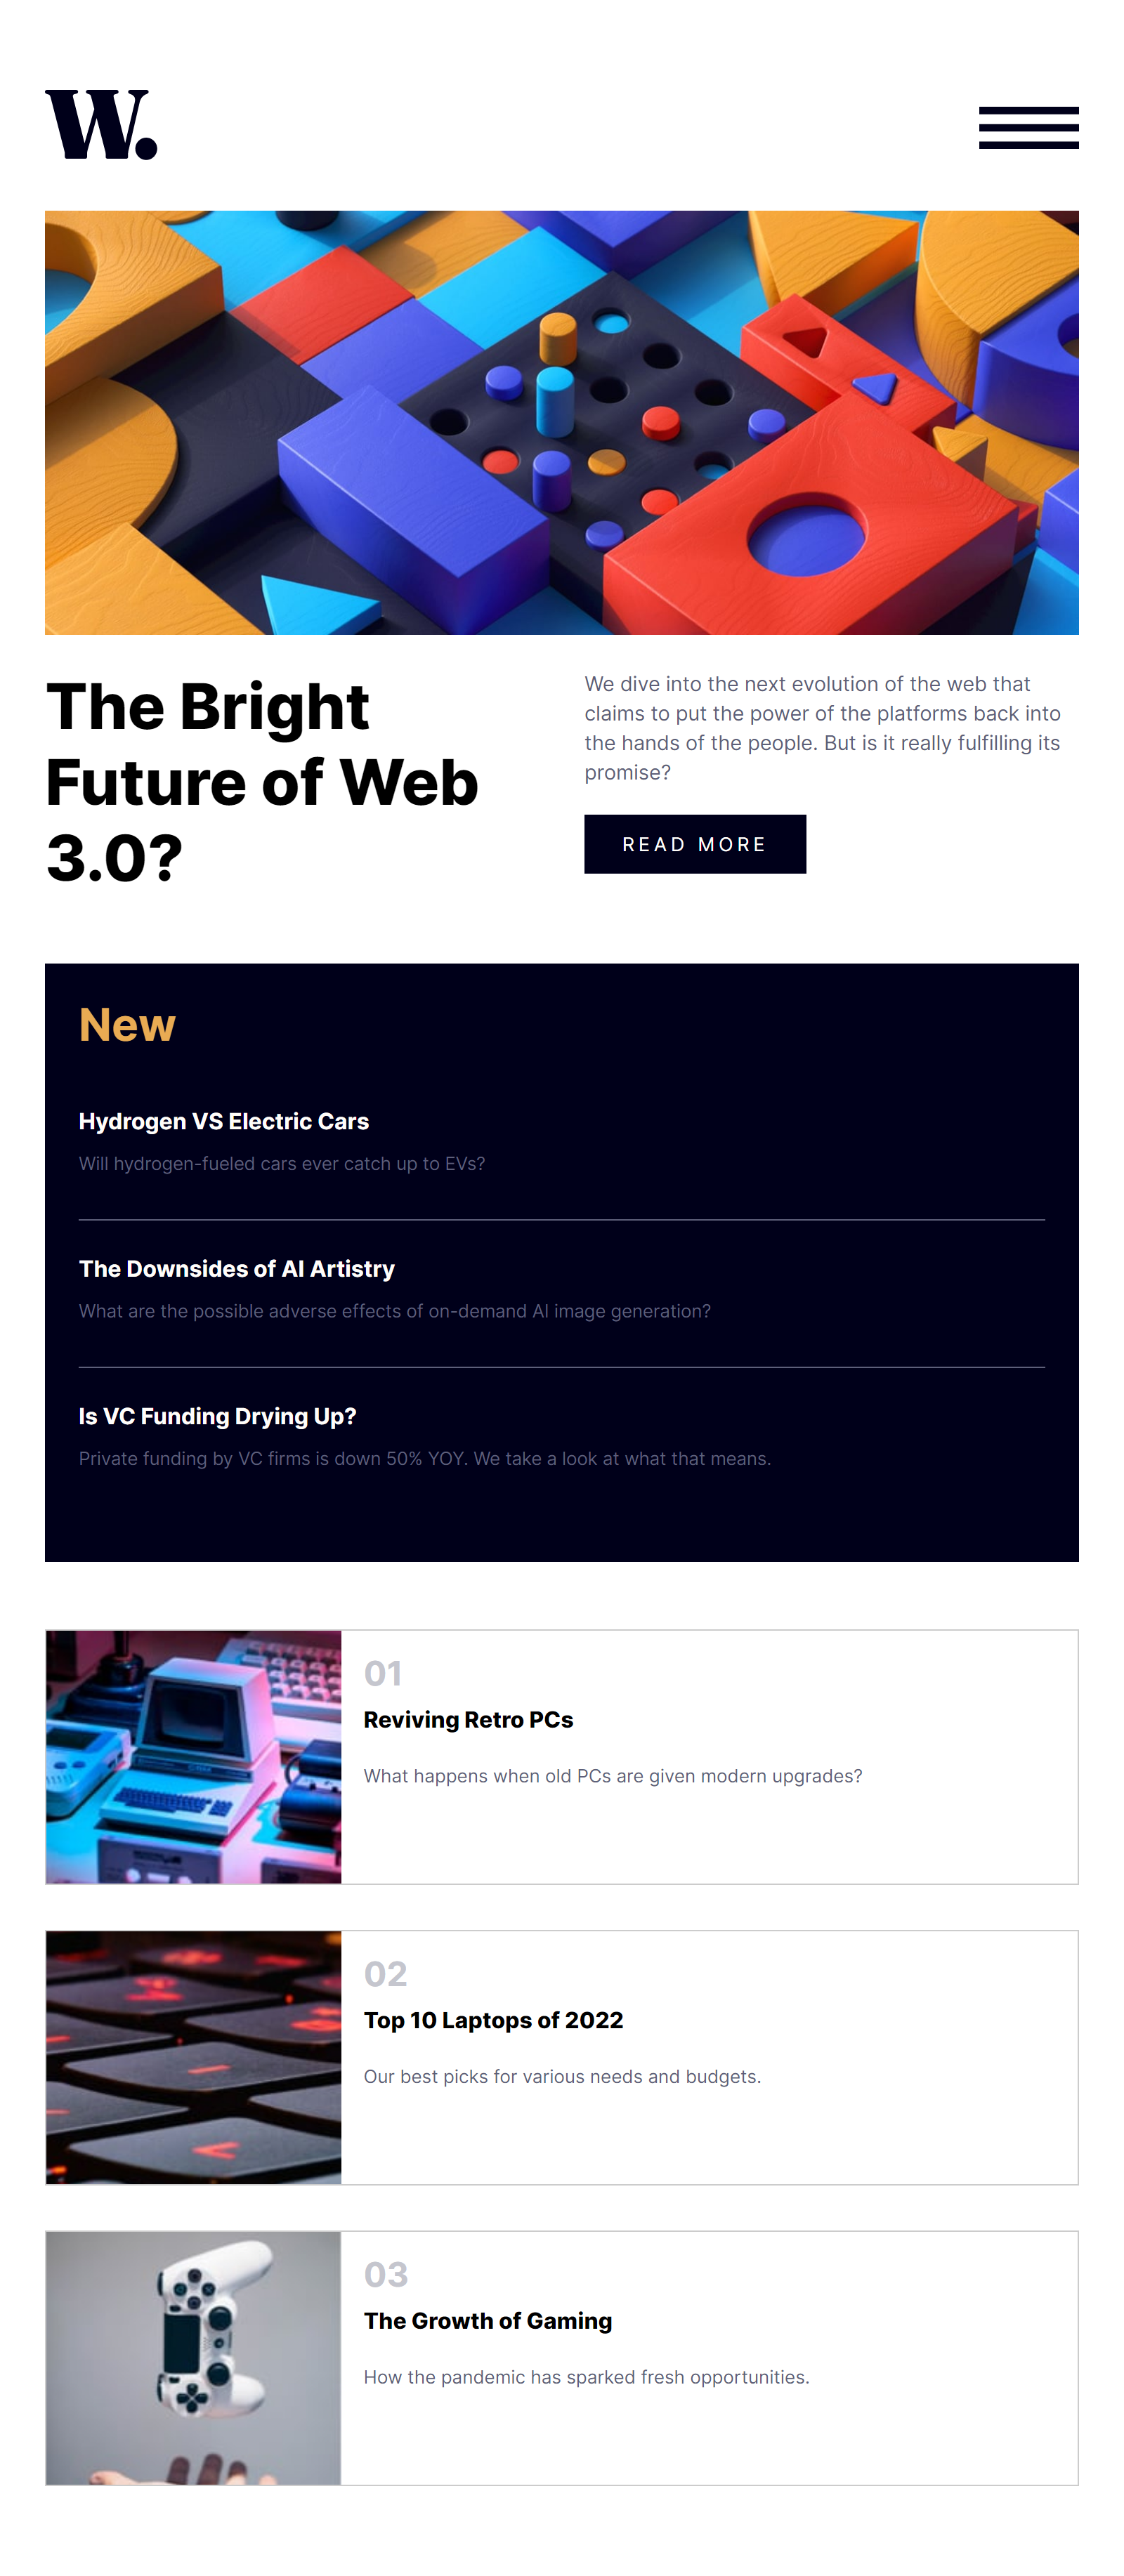 W.
The Bright
Future of Web
3.0?
We dive into the next evolution of the web that
claims to put the power of the platforms back into
the hands of the people. But is it really fulfilling its
promise?
READ MORE
New
Hydrogen VS Electric Cars
Will hydrogen-fueled cars ever catch up to EVs?
The Downsides of AI Artistry
What are the possible adverse effects of on-demand AI image generation?
Is VC Funding Drying Up?
Private funding by VC firms is down 50% YOY. We take a look at what that means.
01
Reviving Retro PCs
What happens when old PCs are given modern upgrades?
02
Top 10 Laptops of 2022
Our best picks for various needs and budgets.
03
The Growth of Gaming
How the pandemic has sparked fresh opportunities.